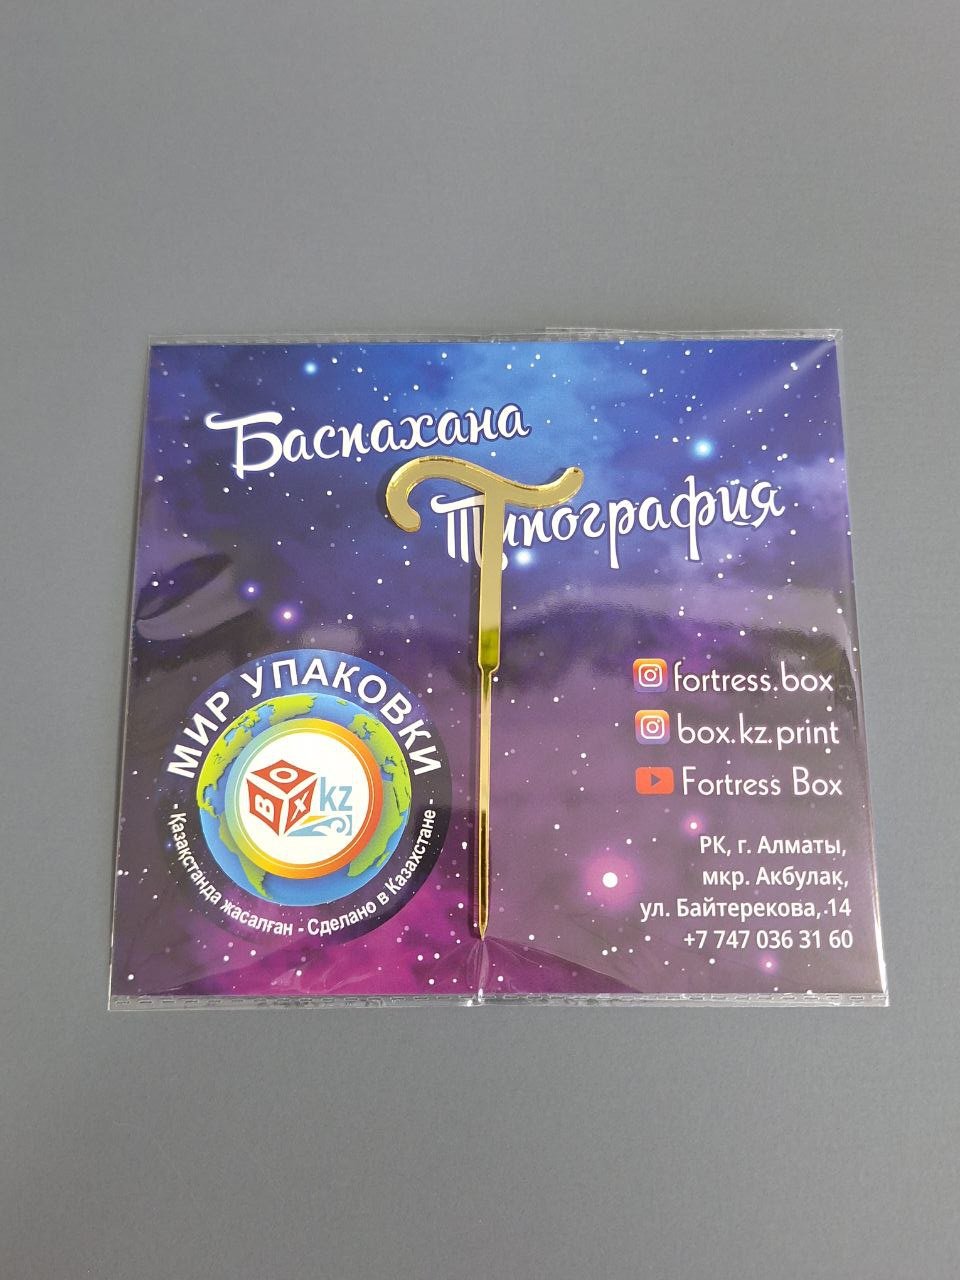 Баспахана
Т
Типография
МИР УПАКОВКИ
BOX
kz
- Қазақстанда жасалған - Сделано в Казахстане -
fortress.box
box.kz.print
Fortress Box
РК, г. Алматы,
мкр. Акбулак,
ул. Байтерекова, 14
+7 747 036 31 60